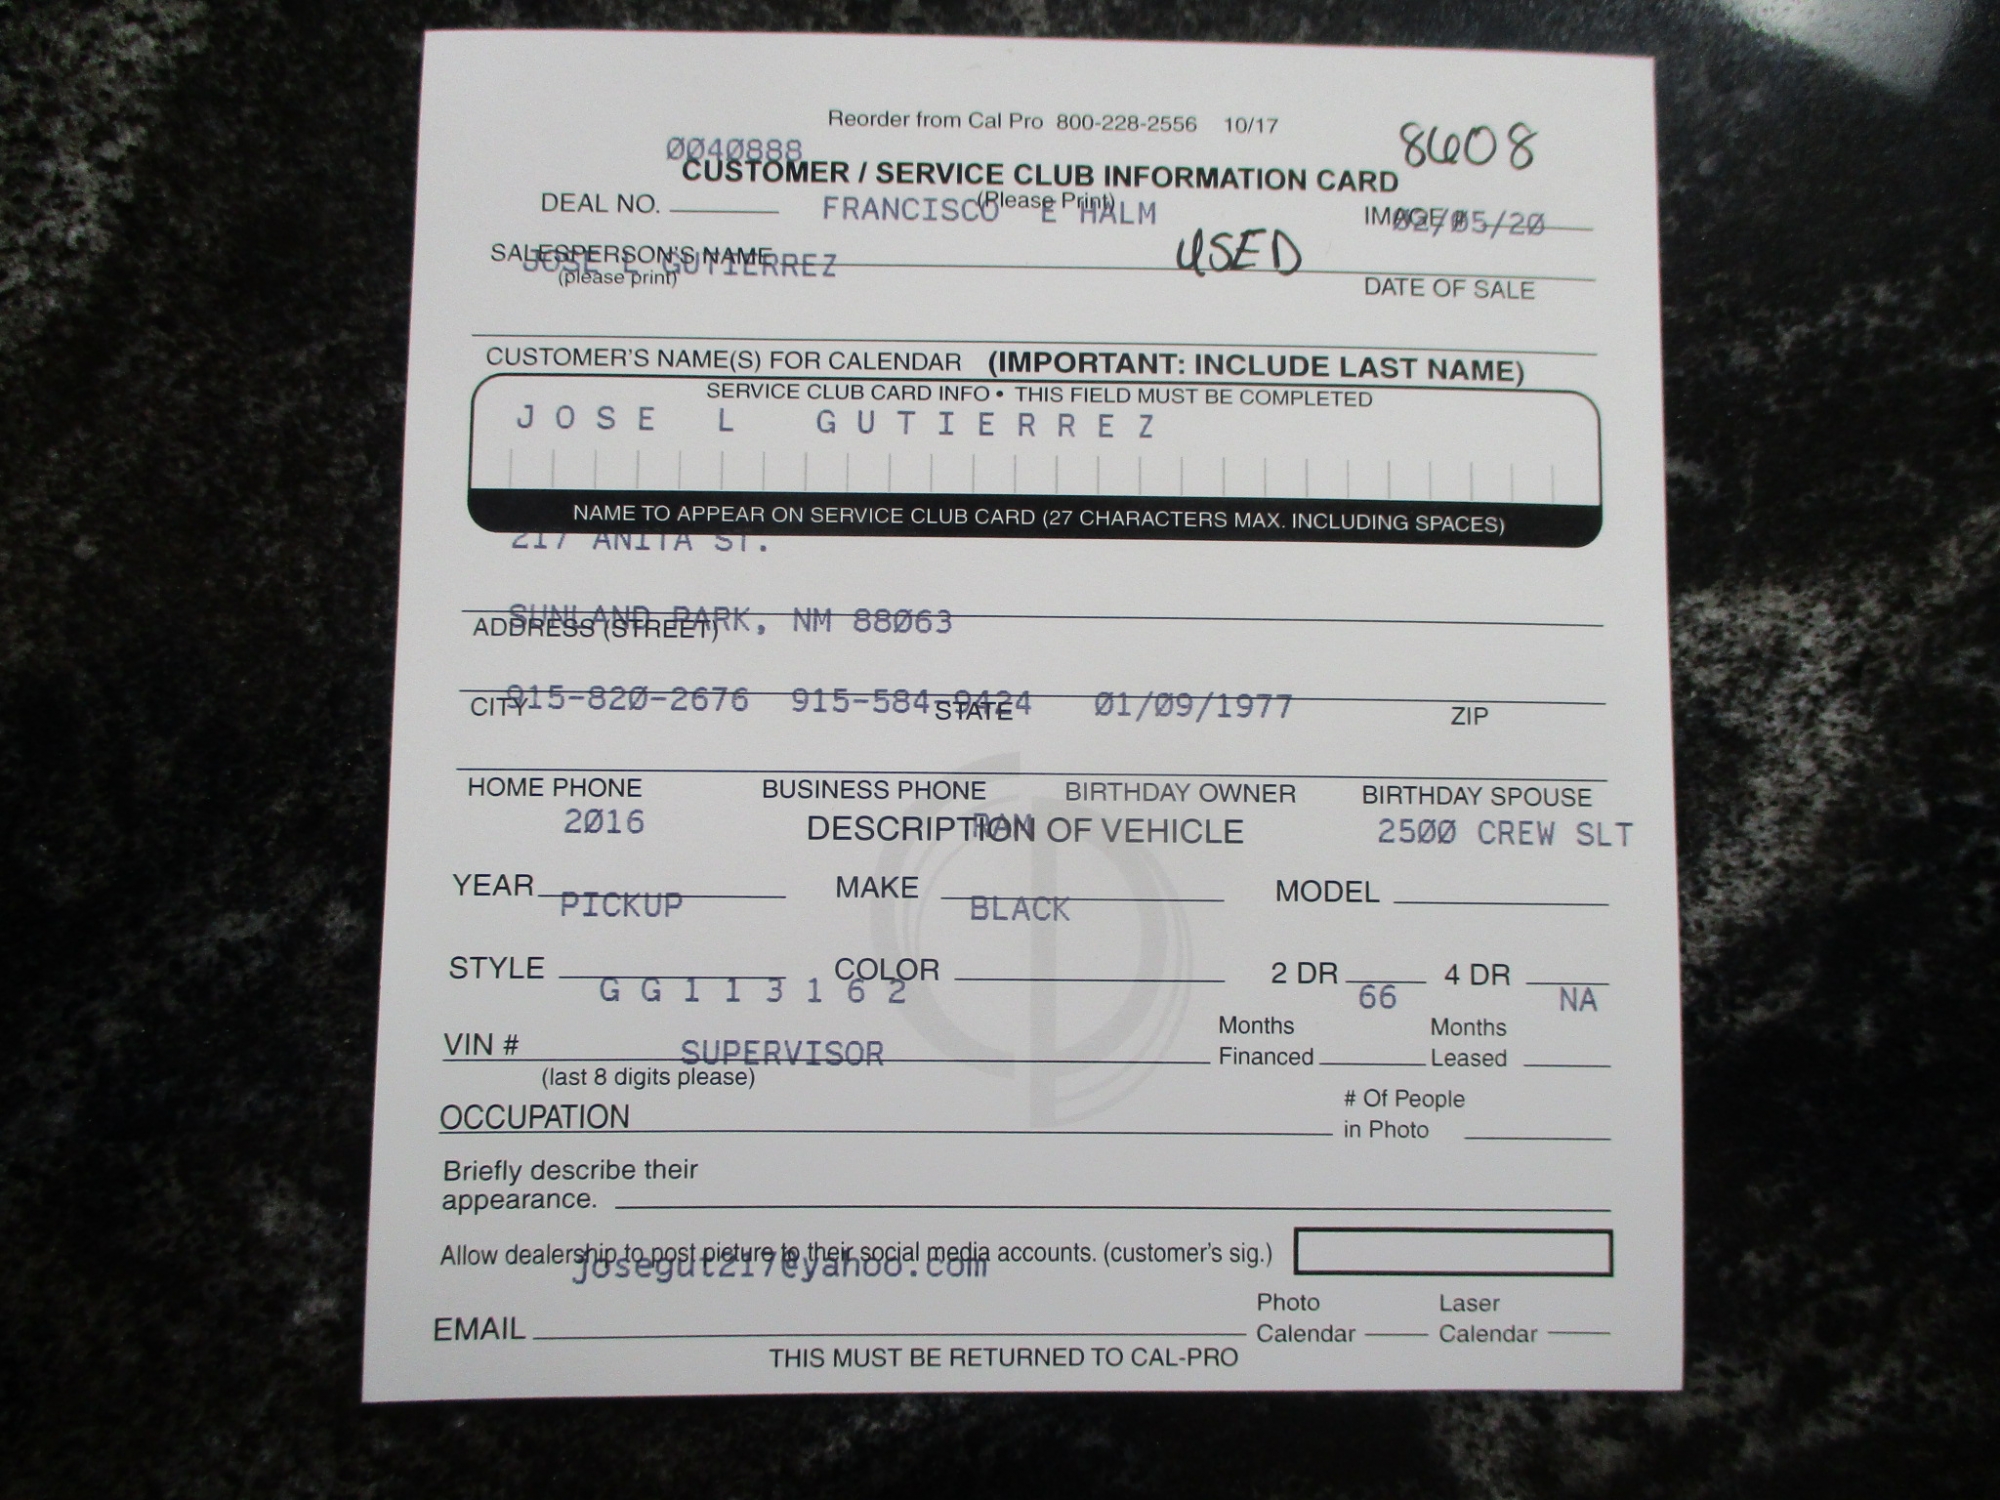 Reorder from Cal Pro 800-228-2556 10/17
8608
0040888
CUSTOMER / SERVICE CLUB INFORMATION CARD
(Please Print)
DEAL NO. FRANCISCO E HALM IMAGE # 02/05/20
SALESPERSON'S NAME USED
JOSE L GUTIERREZ
(please print) DATE OF SALE
CUSTOMER'S NAME(S) FOR CALENDAR (IMPORTANT: INCLUDE LAST NAME)
SERVICE CLUB CARD INFO • THIS FIELD MUST BE COMPLETED
JOSE L GUTIERREZ
NAME TO APPEAR ON SERVICE CLUB CARD (27 CHARACTERS MAX. INCLUDING SPACES)
217 ANITA ST.
SUNLAND PARK, NM 88063
ADDRESS (STREET)
915-820-2676 915-584-9424 01/09/1977
CITY STATE ZIP
HOME PHONE BUSINESS PHONE BIRTHDAY OWNER BIRTHDAY SPOUSE
2016 RAM 2500 CREW SLT
DESCRIPTION OF VEHICLE
YEAR MAKE MODEL
PICKUP BLACK
STYLE COLOR 2 DR 4 DR
GG113162 66 NA
VIN # Months Financed Months Leased
SUPERVISOR
(last 8 digits please)
OCCUPATION # Of People in Photo
Briefly describe their
appearance.
Allow dealership to post picture to their social media accounts. (customer's sig.)
josegut217@yahoo.com
EMAIL Photo Calendar Laser Calendar
THIS MUST BE RETURNED TO CAL-PRO